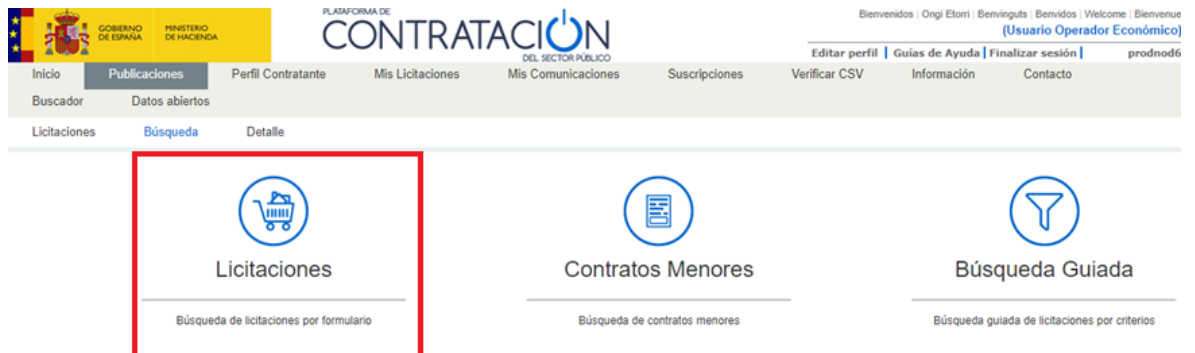 GOBIERNO DE ESPAÑA
MINISTERIO DE HACIENDA
PLATAFORMA DE
CONTRATACIÓN
DEL SECTOR PÚBLICO
Bienvenidos | Ongi Etorri | Benvinguts | Benvidos | Welcome | Bienvenue
(Usuario Operador Económico)
Editar perfil | Guías de Ayuda | Finalizar sesión | prodnod6
Inicio Publicaciones Perfil Contratante Mis Licitaciones Mis Comunicaciones Suscripciones Verificar CSV Información Contacto
Buscador Datos abiertos
Licitaciones Búsqueda Detalle
Licitaciones Contratos Menores Búsqueda Guiada
Búsqueda de licitaciones por formulario Búsqueda de contratos menores Búsqueda guiada de licitaciones por criterios